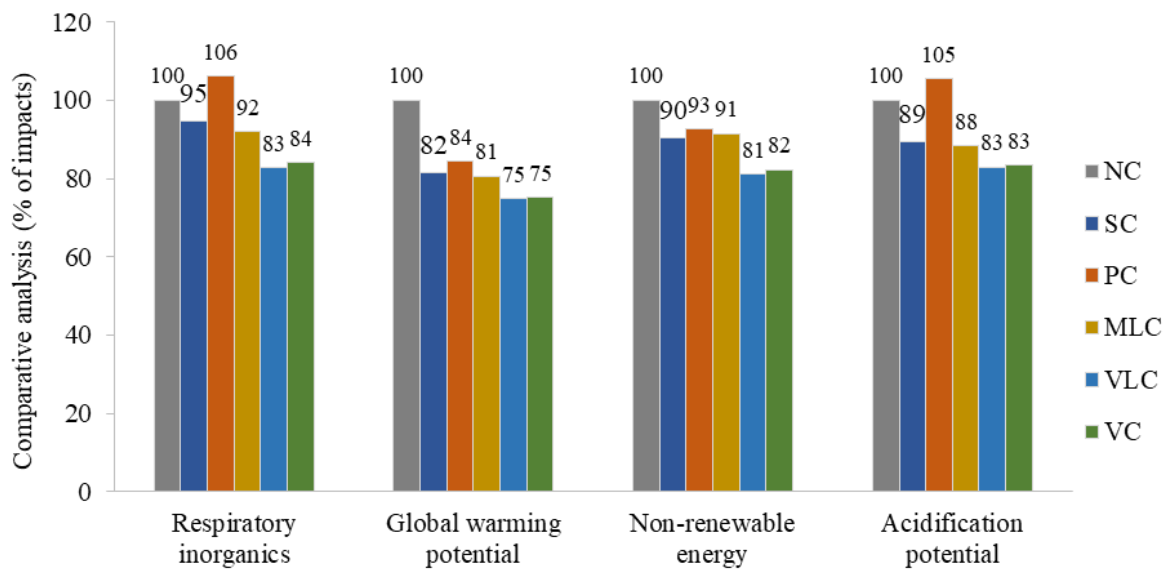 Comparative analysis (% of impacts)
120
100
80
60
40
20
0
100 95 106 92 83 84
100 82 84 81 75 75
100 90 93 91 81 82
100 89 105 88 83 83
Respiratory
inorganics
Global warming
potential
Non-renewable
energy
Acidification
potential
NC
SC
PC
MLC
VLC
VC